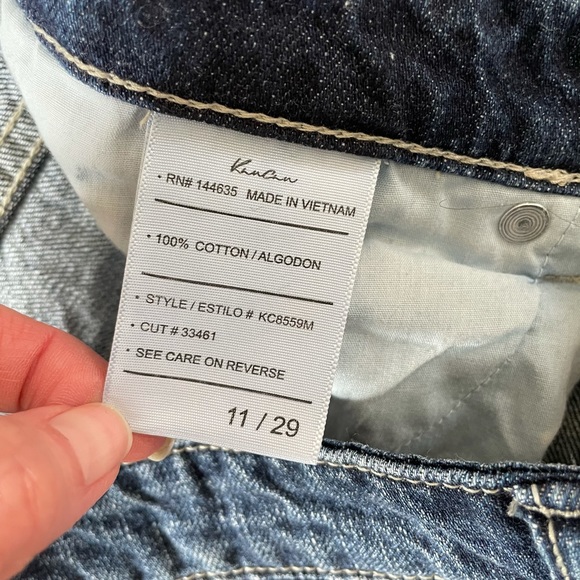 KanCan
• RN# 144635 MADE IN VIETNAM
• 100% COTTON / ALGODON
• STYLE / ESTILO # KC8559M
• CUT # 33461
• SEE CARE ON REVERSE
11 / 29